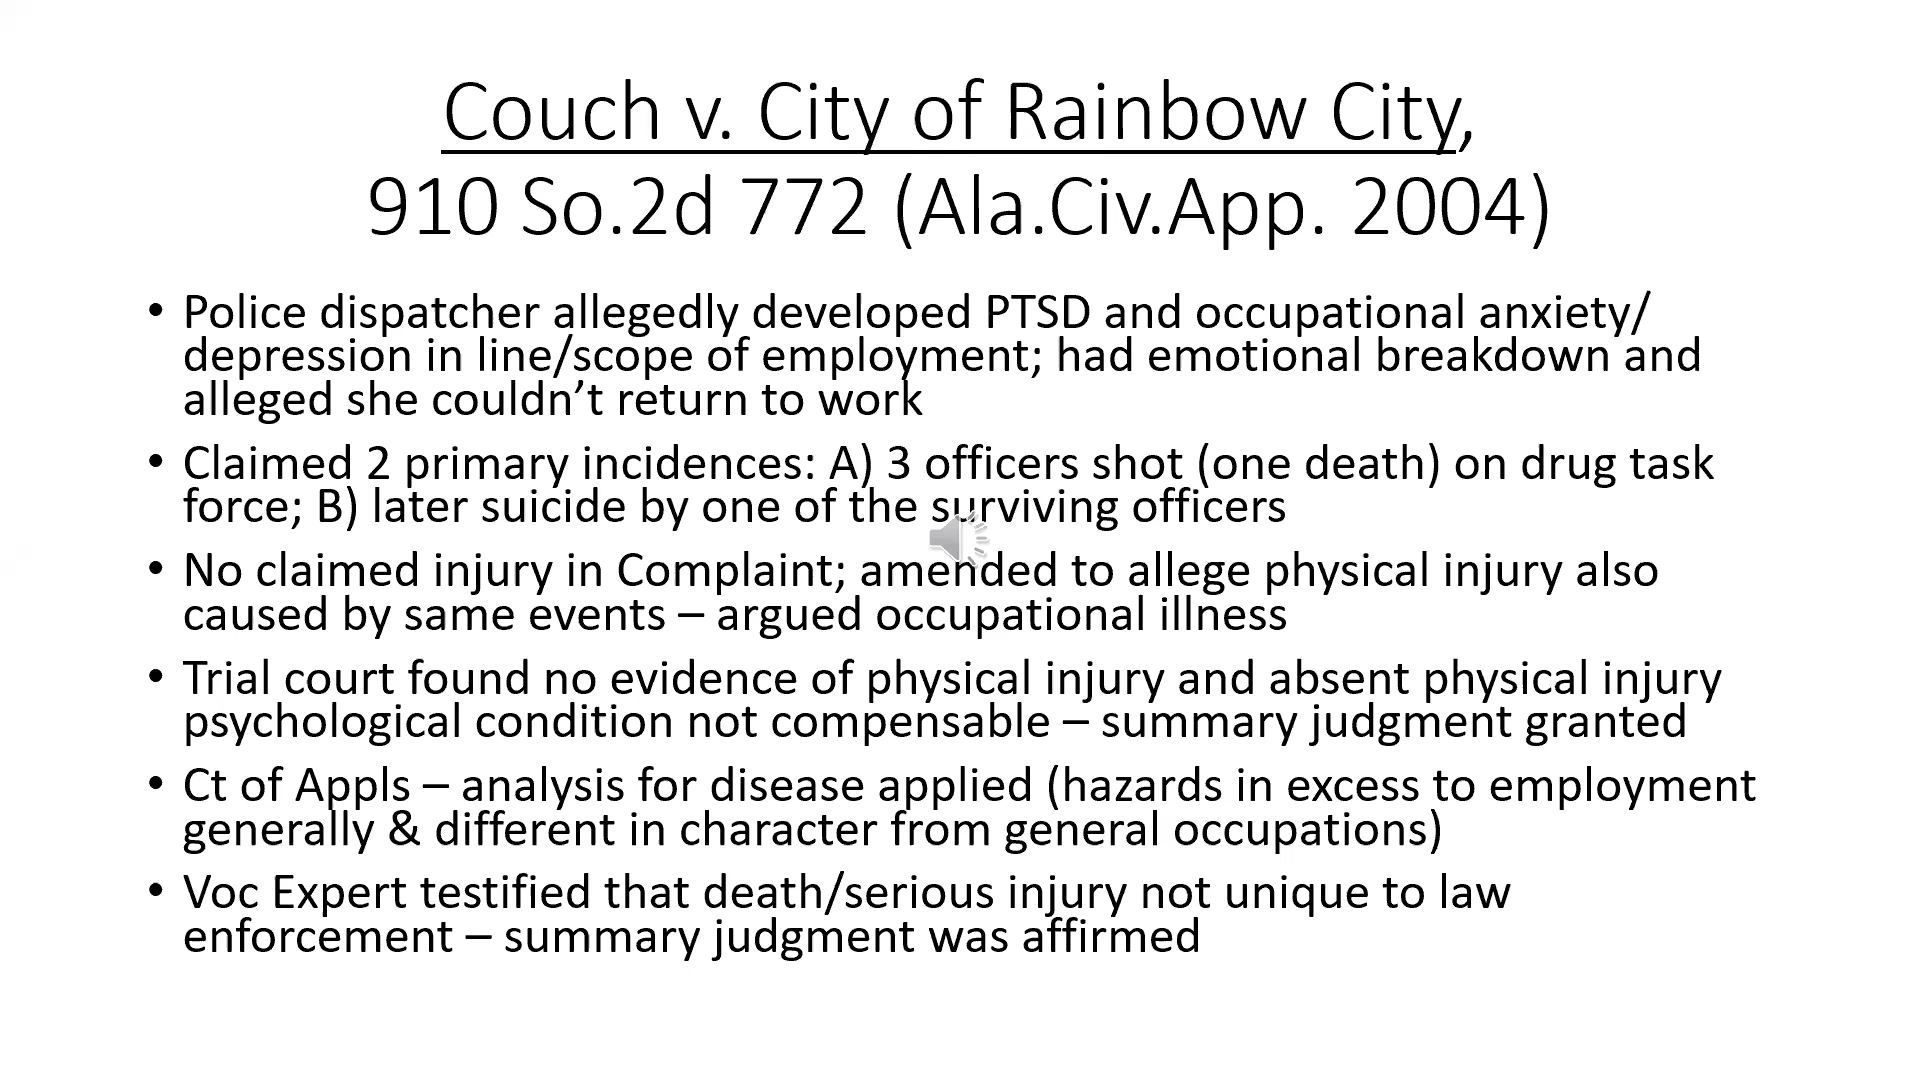 Couch v. City of Rainbow City,
910 So.2d 772 (Ala.Civ.App. 2004)
• Police dispatcher allegedly developed PTSD and occupational anxiety/
depression in line/scope of employment; had emotional breakdown and
alleged she couldn’t return to work
• Claimed 2 primary incidences: A) 3 officers shot (one death) on drug task
force; B) later suicide by one of the surviving officers
• No claimed injury in Complaint; amended to allege physical injury also
caused by same events – argued occupational illness
• Trial court found no evidence of physical injury and absent physical injury
psychological condition not compensable – summary judgment granted
• Ct of Appls – analysis for disease applied (hazards in excess to employment
generally & different in character from general occupations)
• Voc Expert testified that death/serious injury not unique to law
enforcement – summary judgment was affirmed